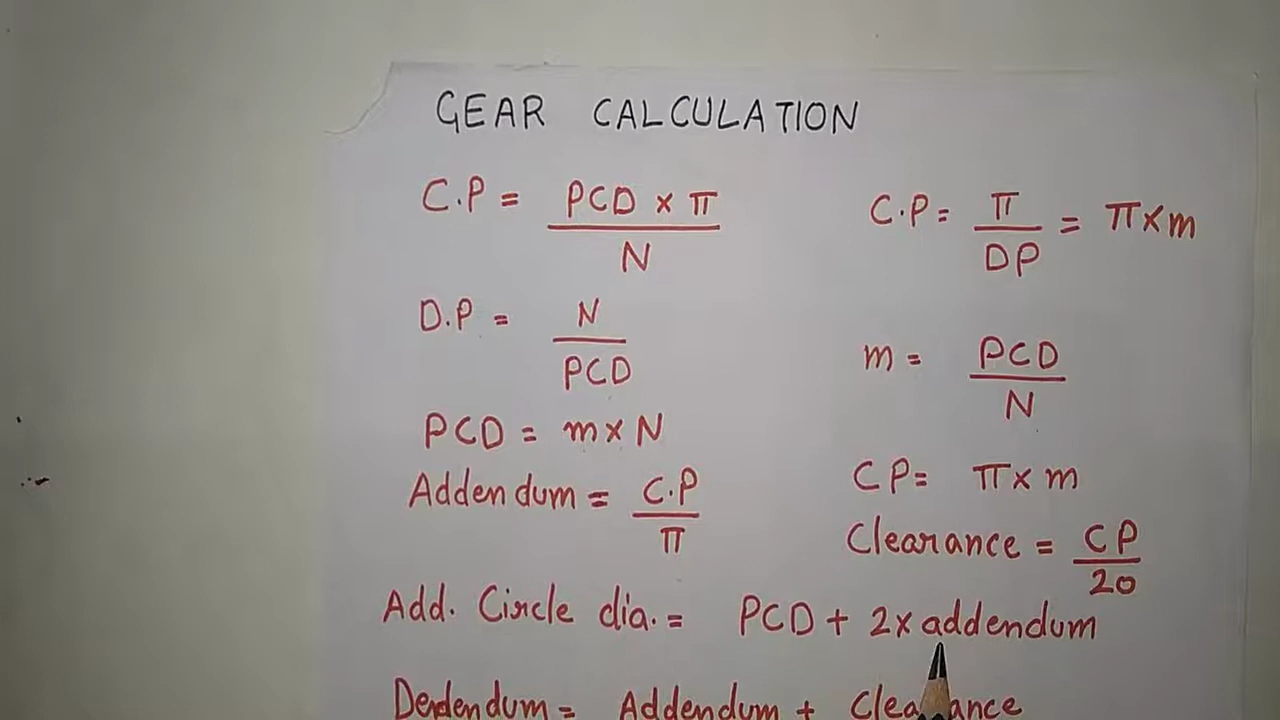 GEAR CALCULATION
C.P = PCD × π / N
C.P = π / DP = π × m
D.P = N / PCD
m = PCD / N
PCD = m × N
Addendum = C.P / π
CP = π × m
Clearance = CP / 20
Add. Circle dia. = PCD + 2 × addendum
Dedendum = Addendum + Clearance